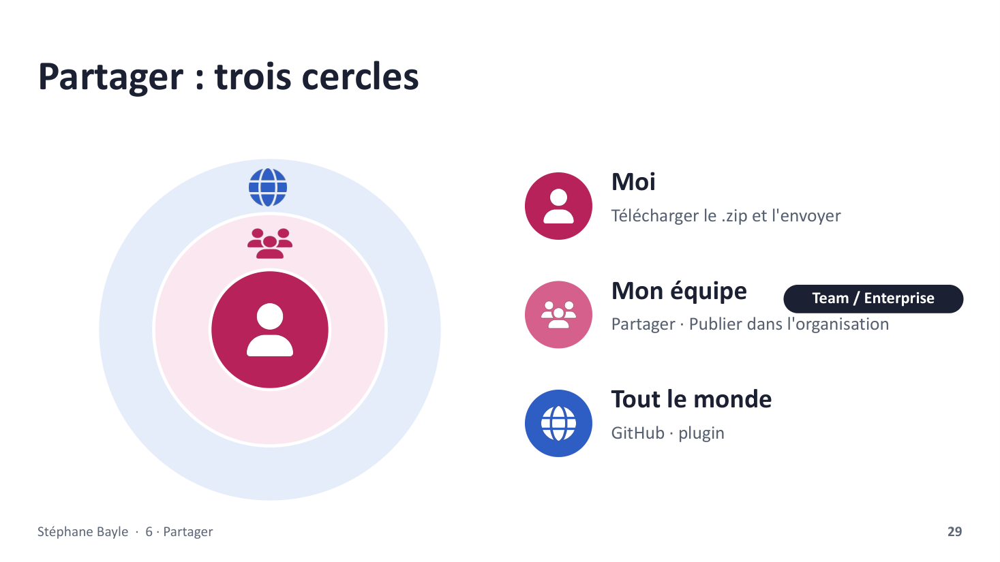 Partager : trois cercles
Moi
Télécharger le .zip et l'envoyer
Mon équipe
Team / Enterprise
Partager · Publier dans l'organisation
Tout le monde
GitHub · plugin
Stéphane Bayle · 6 · Partager
29